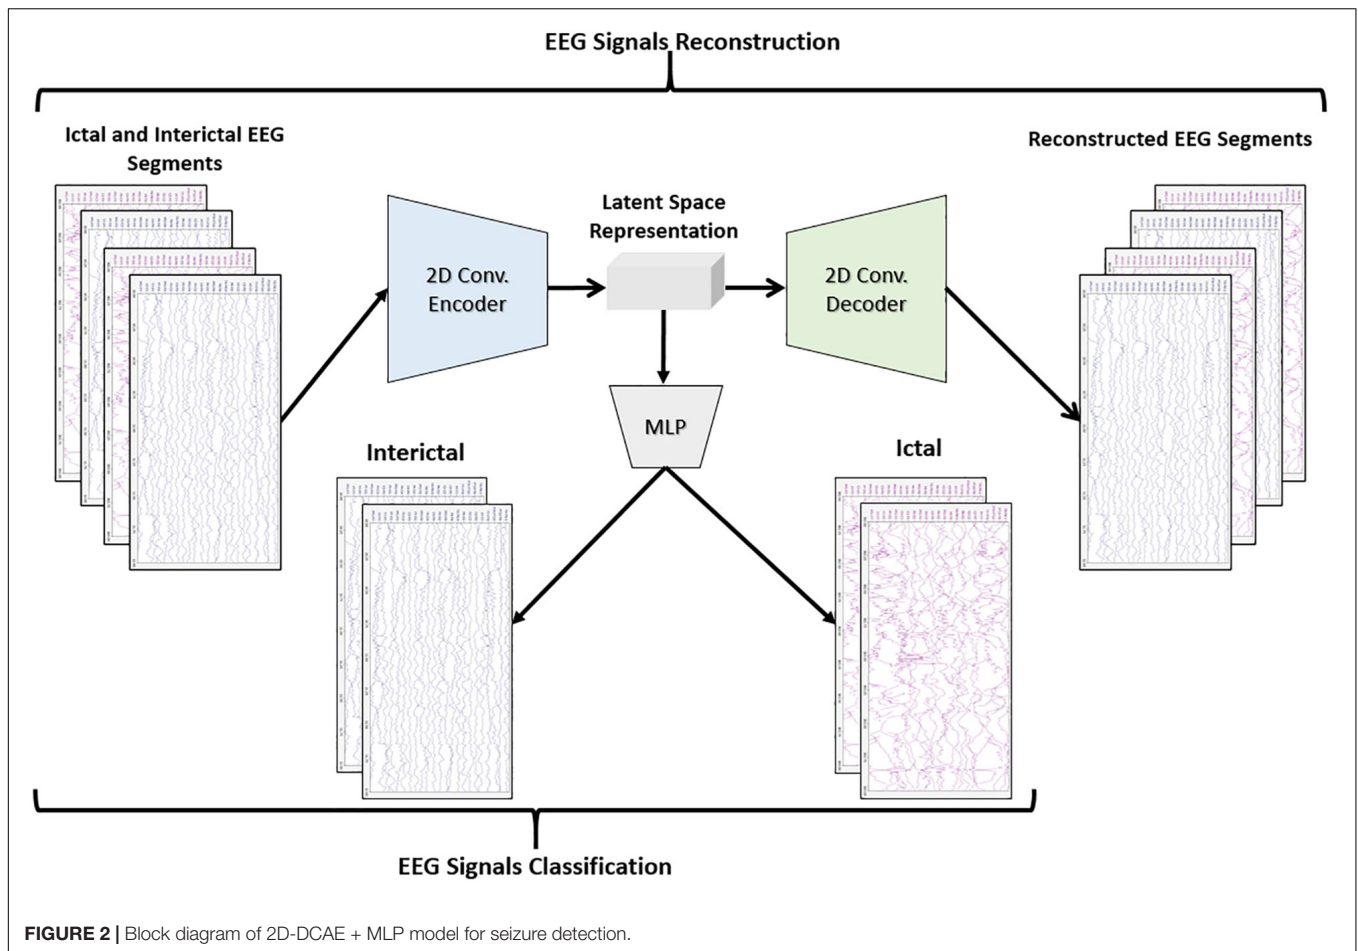 EEG Signals Reconstruction
Ictal and Interictal EEG
Segments
Reconstructed EEG Segments
Latent Space
Representation
2D Conv.
Encoder
2D Conv.
Decoder
MLP
Interictal
Ictal
EEG Signals Classification
FIGURE 2 | Block diagram of 2D-DCAE + MLP model for seizure detection.